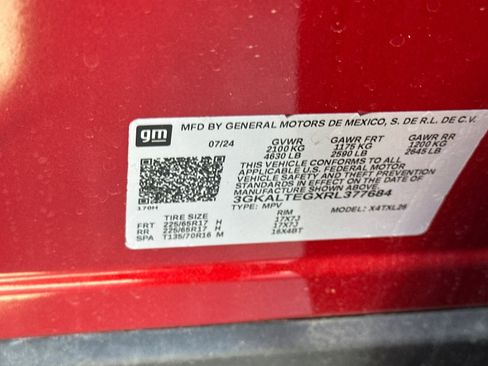 gm
MFD BY GENERAL MOTORS DE MEXICO, S. DE R.L. DE C.V.
07/24 GVWR GAWR FRT GAWR RR
2100 KG 1175 KG 1200 KG
4630 LB 2590 LB 2645 LB
THIS VEHICLE CONFORMS TO ALL
APPLICABLE U.S. FEDERAL MOTOR VEHICLE SAFETY
STANDARDS IN EFFECT ON THE DATE OF
MANUFACTURE SHOWN ABOVE.
3GKALTEGXRL377684
170H TYPE: MPV MODEL: X4TXL26
TIRE SIZE RIM
FRT 225/65R17 H 17X7J
RR 225/65R17 H 17X7J
SPA T135/70R16 M 16X4BT